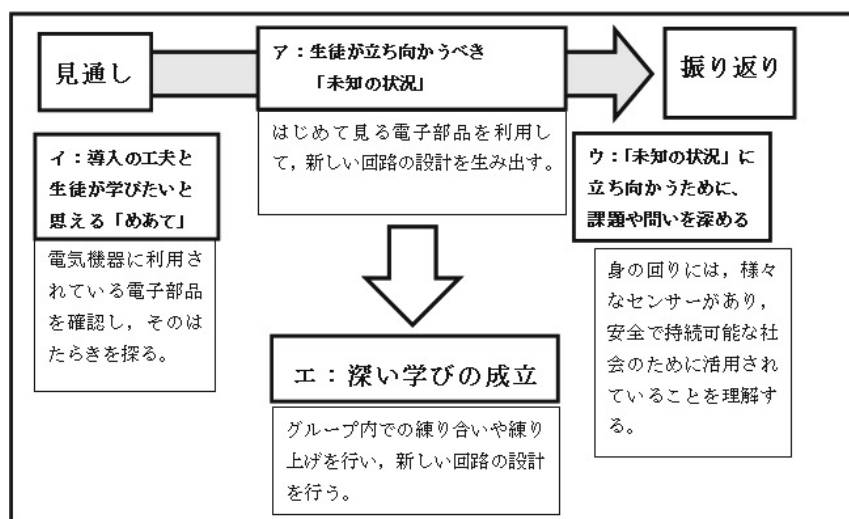 見通し
ア：生徒が立ち向かうべき
「未知の状況」
振り返り
はじめて見る電子部品を利用し
て，新しい回路の設計を生み出す。
イ：導入の工夫と
生徒が学びたいと
思える「めあて」
ウ：「未知の状況」に
立ち向かうために、
課題や問いを深める
電気機器に利用さ
れている電子部品
を確認し，そのは
たらきを探る。
身の回りには，様々
なセンサーがあり，
安全で持続可能な社
会のために活用され
ていることを理解す
る。
エ：深い学びの成立
グループ内での練り合いや練り
上げを行い，新しい回路の設計
を行う。